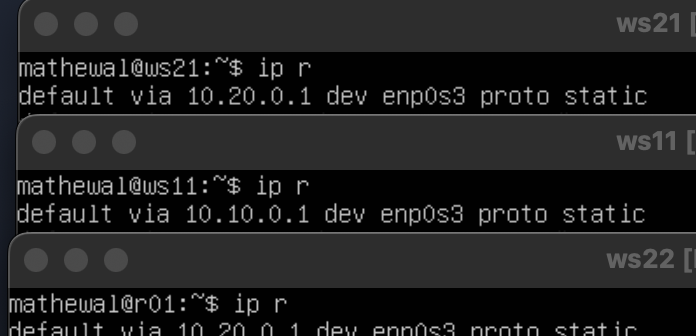 ws21 [
mathewal@ws21:~$ ip r
default via 10.20.0.1 dev enp0s3 proto static
ws11 [
mathewal@ws11:~$ ip r
default via 10.10.0.1 dev enp0s3 proto static
ws22 [
mathewal@r01:~$ ip r
default via 10.20.0.1 dev enp0s3 proto static